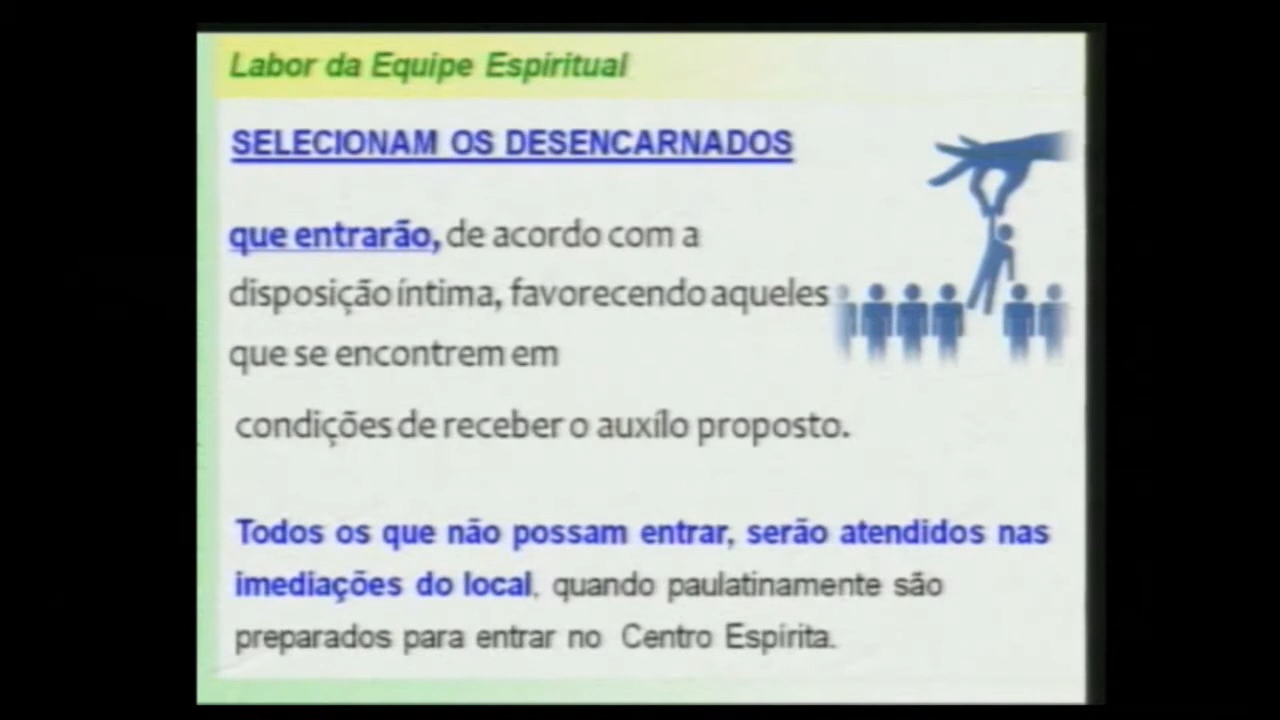 Labor da Equipe Espiritual
SELECIONAM OS DESENCARNADOS
que entrarão, de acordo com a
disposição íntima, favorecendo aqueles
que se encontrem em
condições de receber o auxílo proposto.
Todos os que não possam entrar, serão atendidos nas
imediações do local, quando paulatinamente são
preparados para entrar no Centro Espírita.